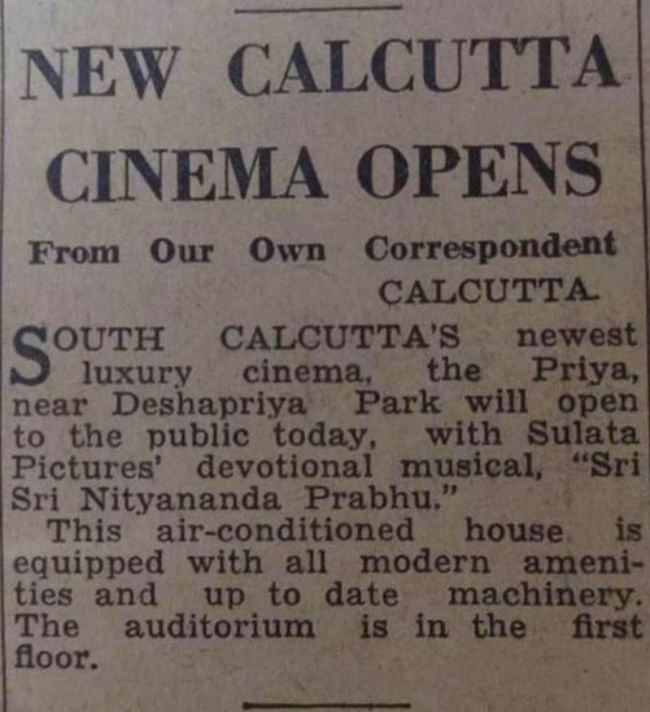 NEW CALCUTTA
CINEMA OPENS
From Our Own Correspondent
CALCUTTA
SOUTH CALCUTTA'S newest
luxury cinema, the Priya,
near Deshapriya Park will open
to the public today, with Sulata
Pictures' devotional musical, “Sri
Sri Nityananda Prabhu.”
This air-conditioned house is
equipped with all modern ameni-
ties and up to date machinery.
The auditorium is in the first
floor.